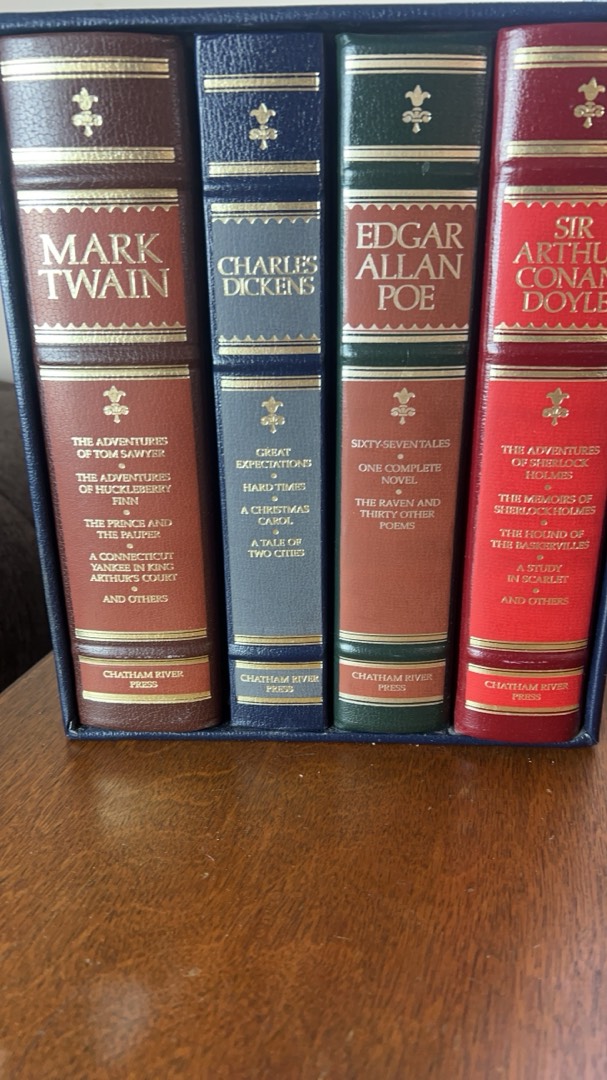 MARK
TWAIN
THE ADVENTURES
OF TOM SAWYER
THE ADVENTURES
OF HUCKLEBERRY
FINN
THE PRINCE AND
THE PAUPER
A CONNECTICUT
YANKEE IN KING
ARTHUR'S COURT
AND OTHERS
CHATHAM RIVER
PRESS
CHARLES
DICKENS
GREAT
EXPECTATIONS
HARD TIMES
A CHRISTMAS
CAROL
A TALE OF
TWO CITIES
CHATHAM RIVER
PRESS
EDGAR
ALLAN
POE
SIXTY-SEVEN TALES
ONE COMPLETE
NOVEL
THE RAVEN AND
THIRTY OTHER
POEMS
CHATHAM RIVER
PRESS
SIR
ARTHU
CONAN
DOYLE
THE ADVENTURES
OF SHERLOCK
HOLMES
THE MEMOIRS OF
SHERLOCK HOLMES
THE HOUND OF
THE BASKERVILLES
A STUDY
IN SCARLET
AND OTHERS
CHATHAM RIVER
PRESS